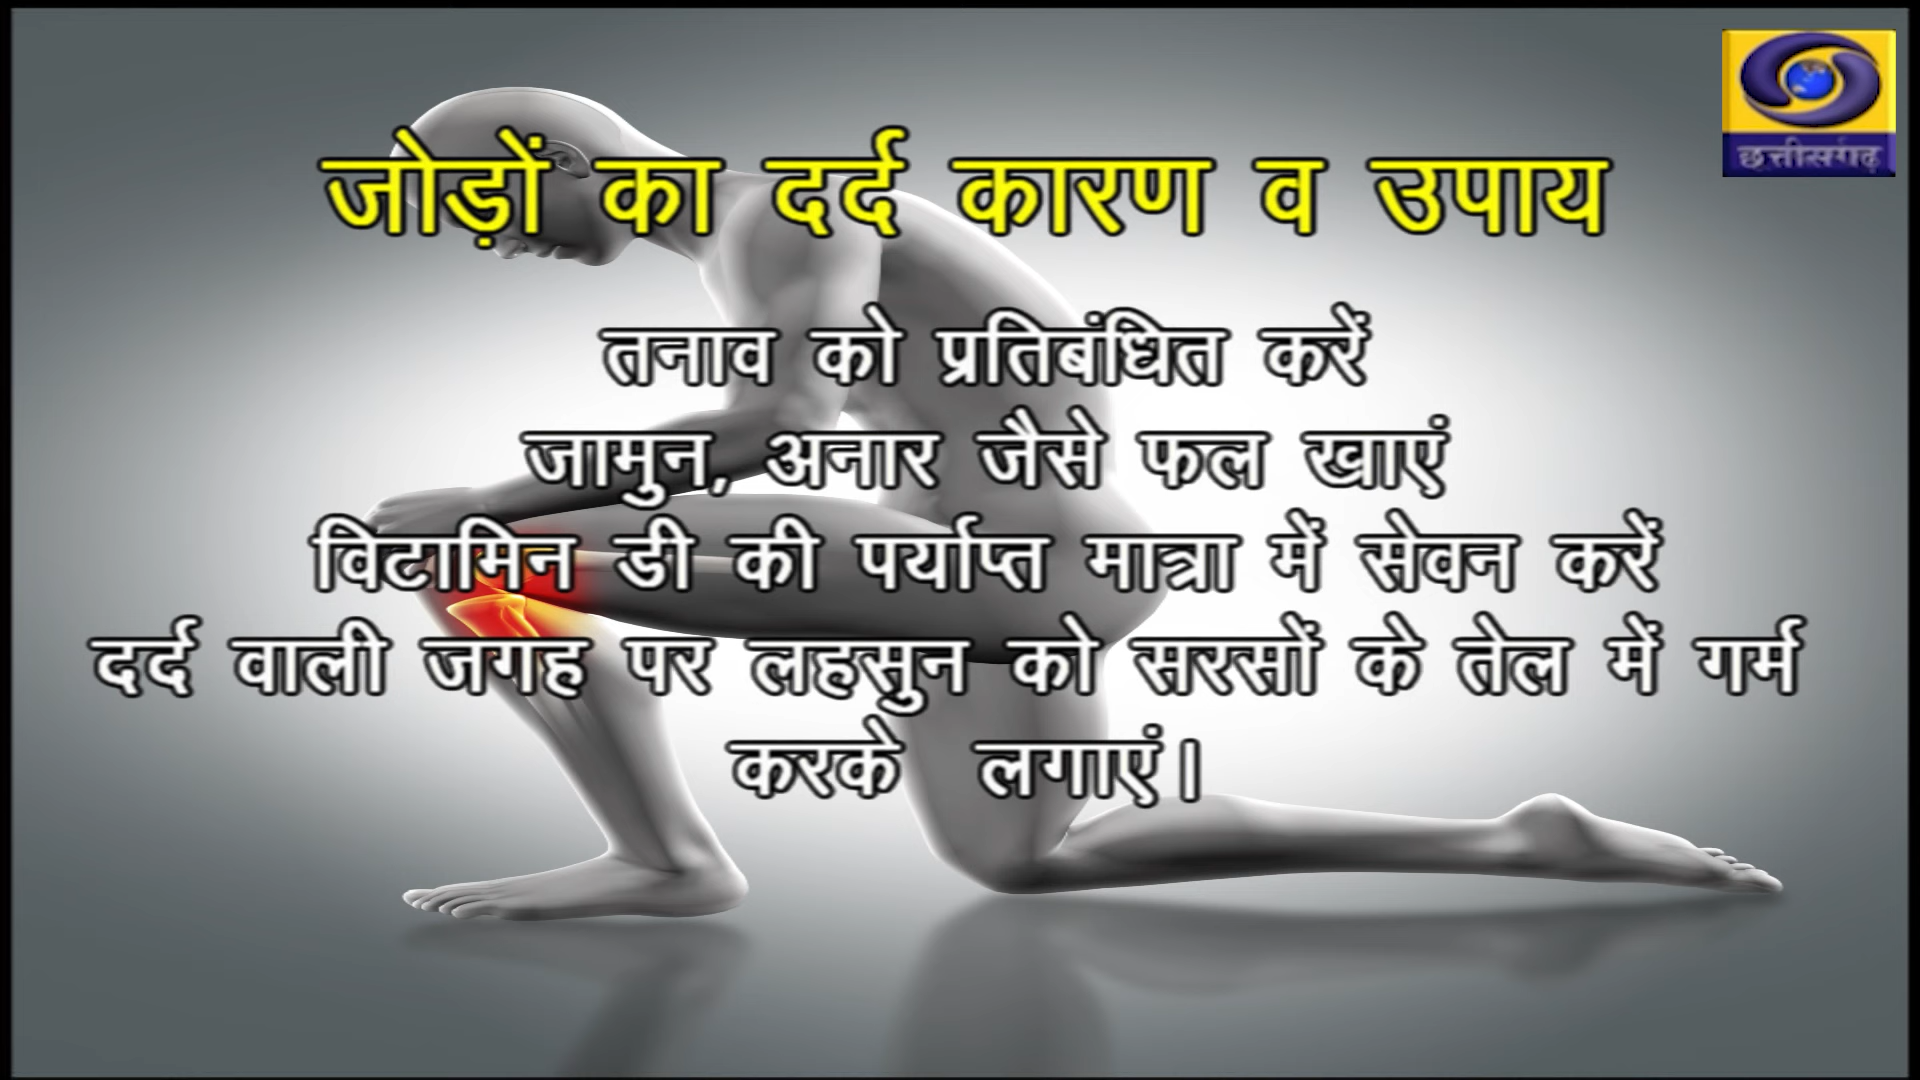 छत्तीसगढ़
जोड़ों का दर्द कारण व उपाय
तनाव को प्रतिबंधित करें
जामुन, अनार जैसे फल खाएं
विटामिन डी की पर्याप्त मात्रा में सेवन करें
दर्द वाली जगह पर लहसुन को सरसों के तेल में गर्म
करके लगाएं।